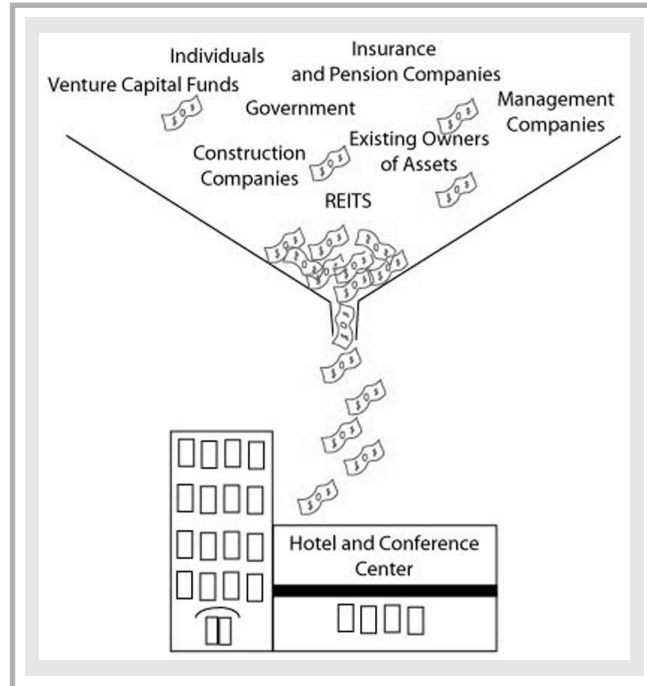 Individuals
Insurance
and Pension Companies
Venture Capital Funds
Government
Management
Companies
Construction
Companies
Existing Owners
of Assets
REITS
Hotel and Conference
Center